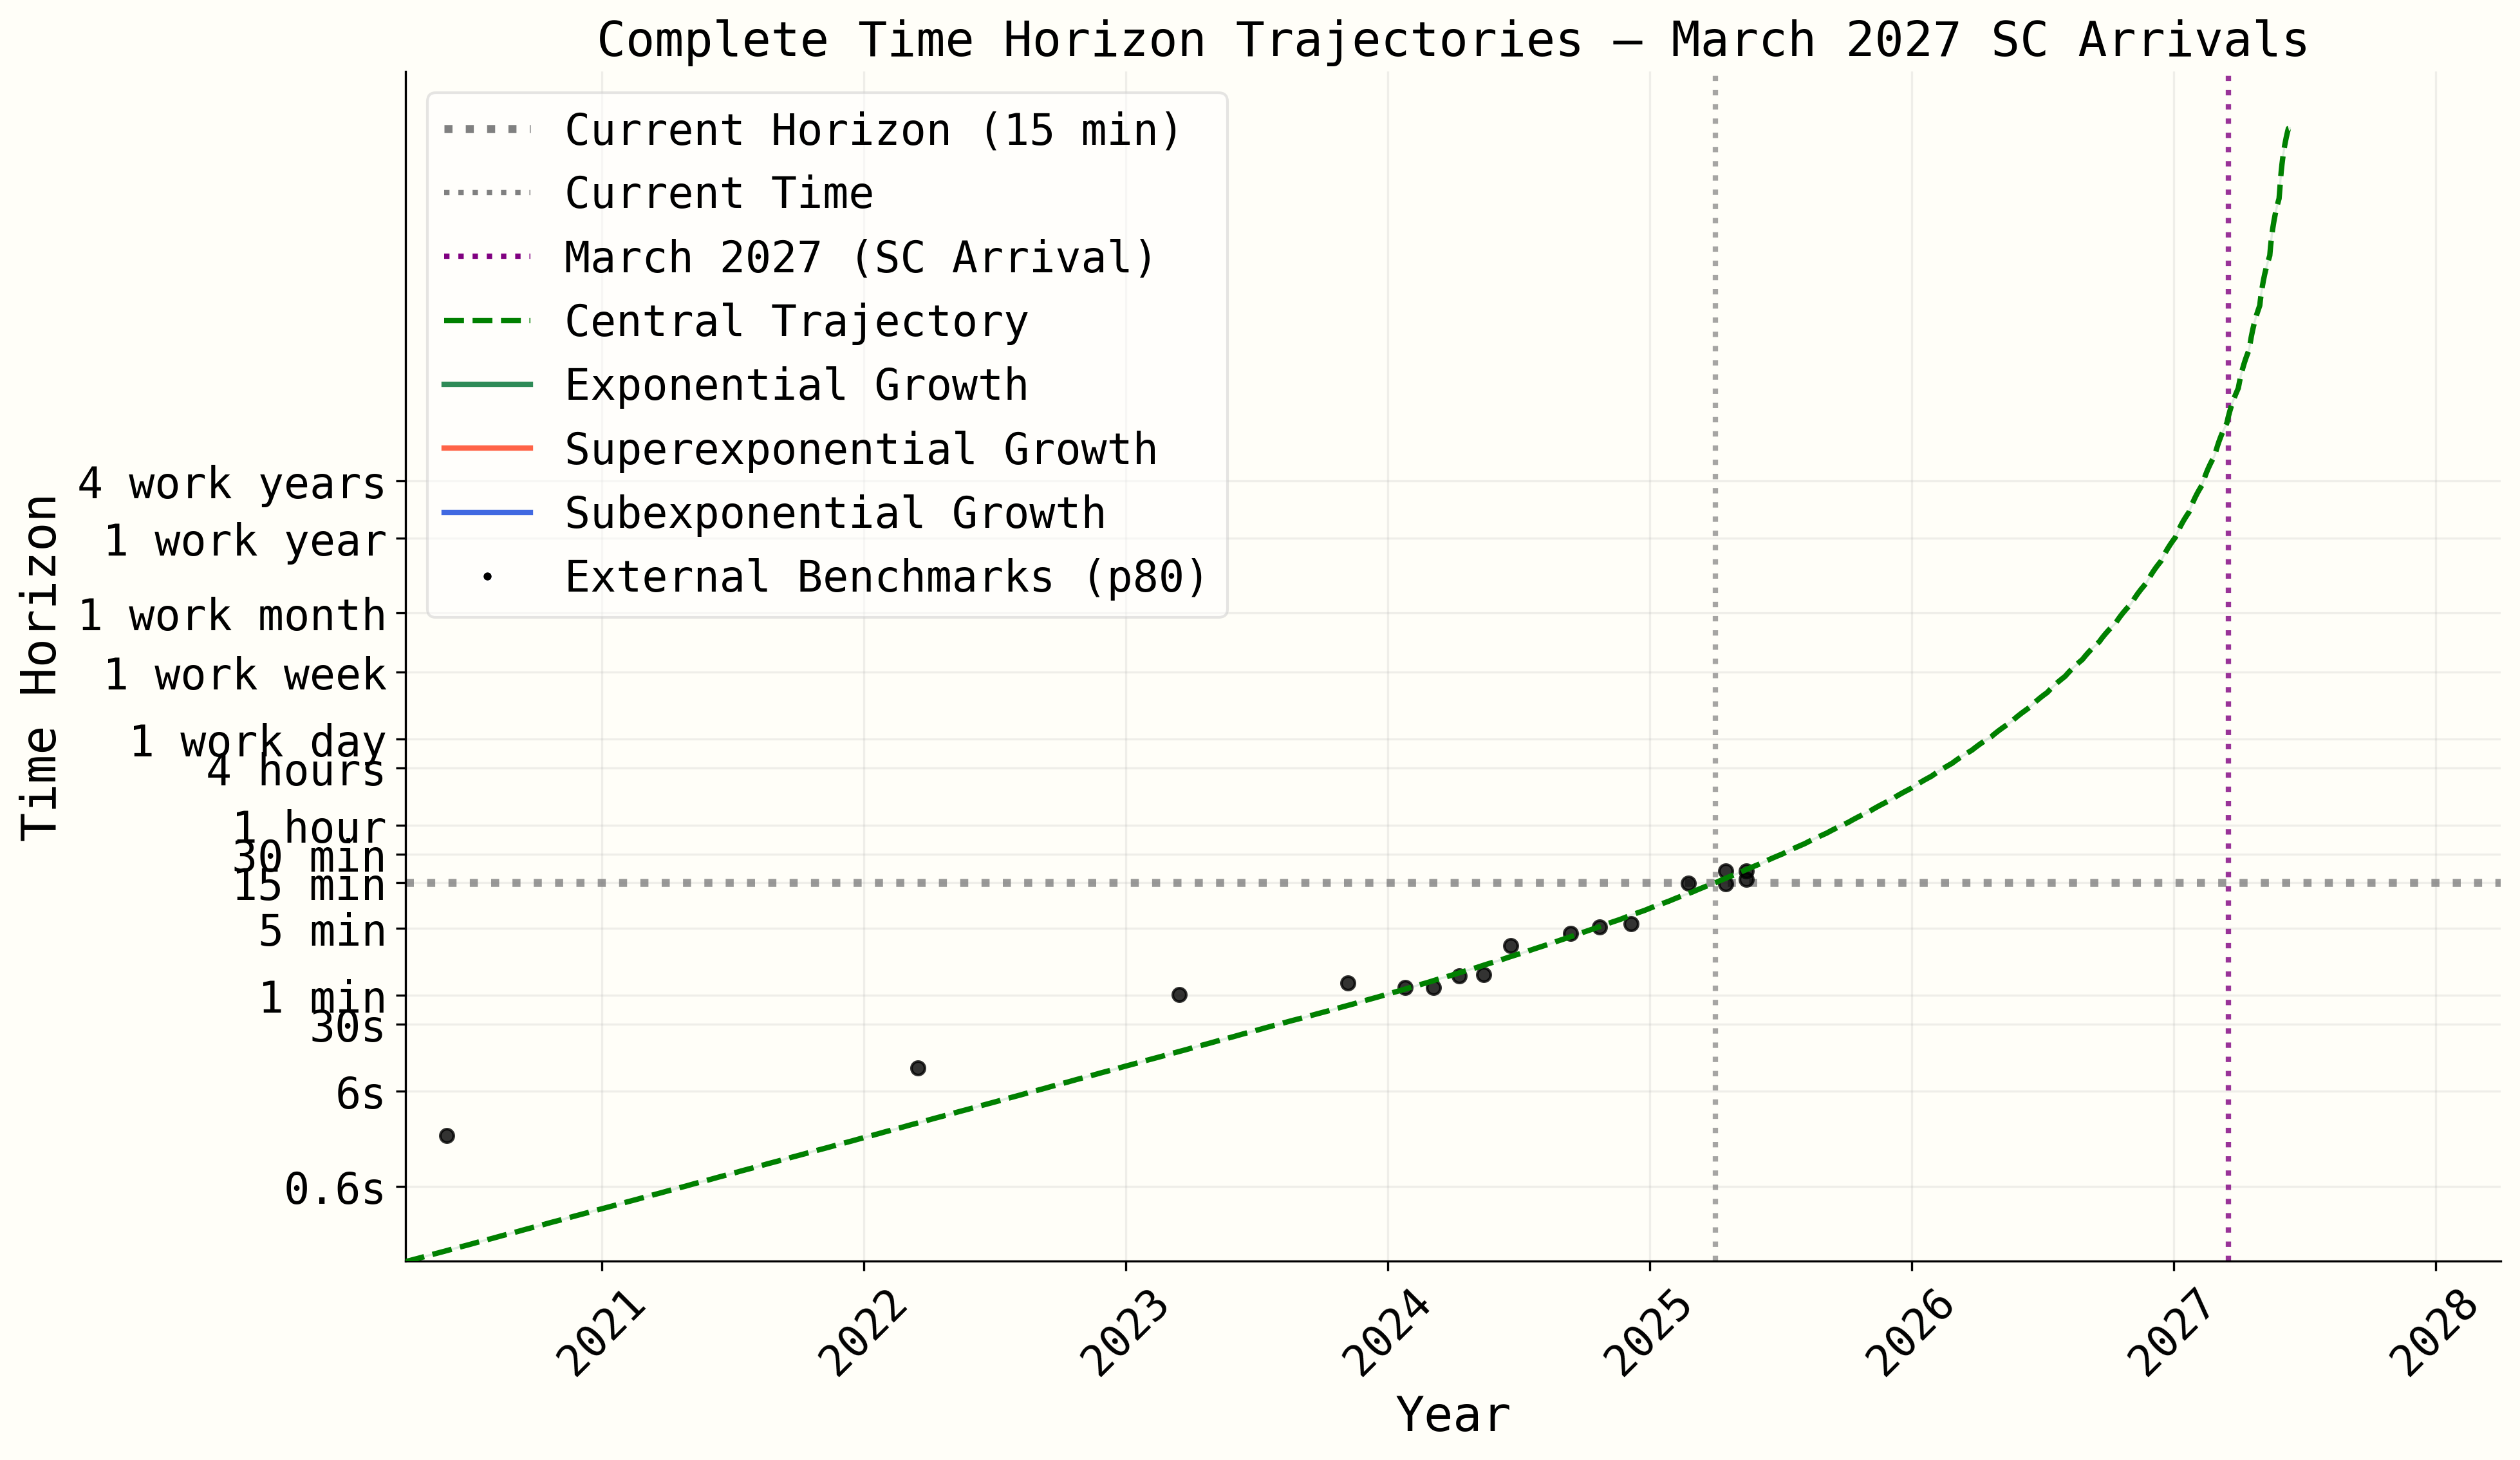 Complete Time Horizon Trajectories — March 2027 SC Arrivals
Current Horizon (15 min)
Current Time
March 2027 (SC Arrival)
Central Trajectory
Exponential Growth
Superexponential Growth
Subexponential Growth
External Benchmarks (p80)
Time Horizon
4 work years
1 work year
1 work month
1 work week
1 work day
4 hours
1 hour
30 min
15 min
5 min
1 min
30s
6s
0.6s
2021
2022
2023
2024
2025
2026
2027
2028
Year